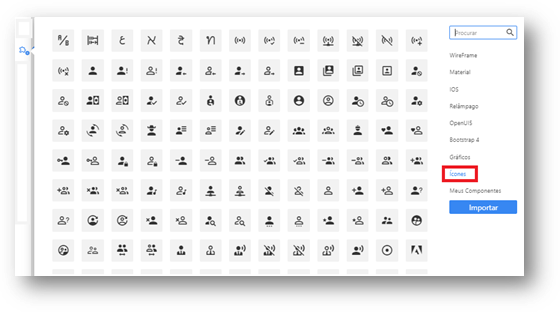 Procurar
WireFrame
Material
IOS
Relâmpago
OpenUI5
Bootstrap 4
Gráficos
Ícones
Meus Componentes
Importar